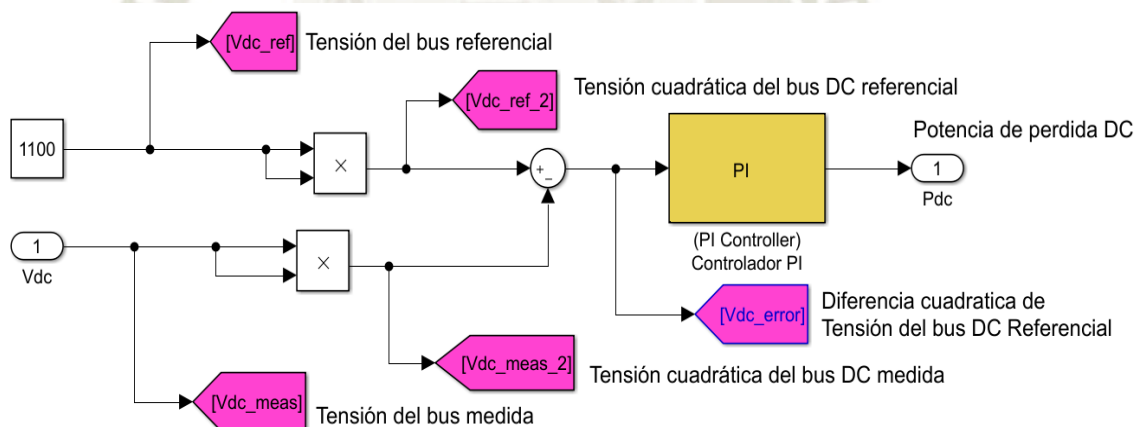 [Vdc_ref]
Tensión del bus referencial
[Vdc_ref_2]
Tensión cuadrática del bus DC referencial
1100
×
+
−
PI
Potencia de perdida DC
1
Pdc
(PI Controller)
Controlador PI
1
Vdc
×
[Vdc_error]
Diferencia cuadratica de
Tensión del bus DC Referencial
[Vdc_meas_2]
Tensión cuadrática del bus DC medida
[Vdc_meas]
Tensión del bus medida